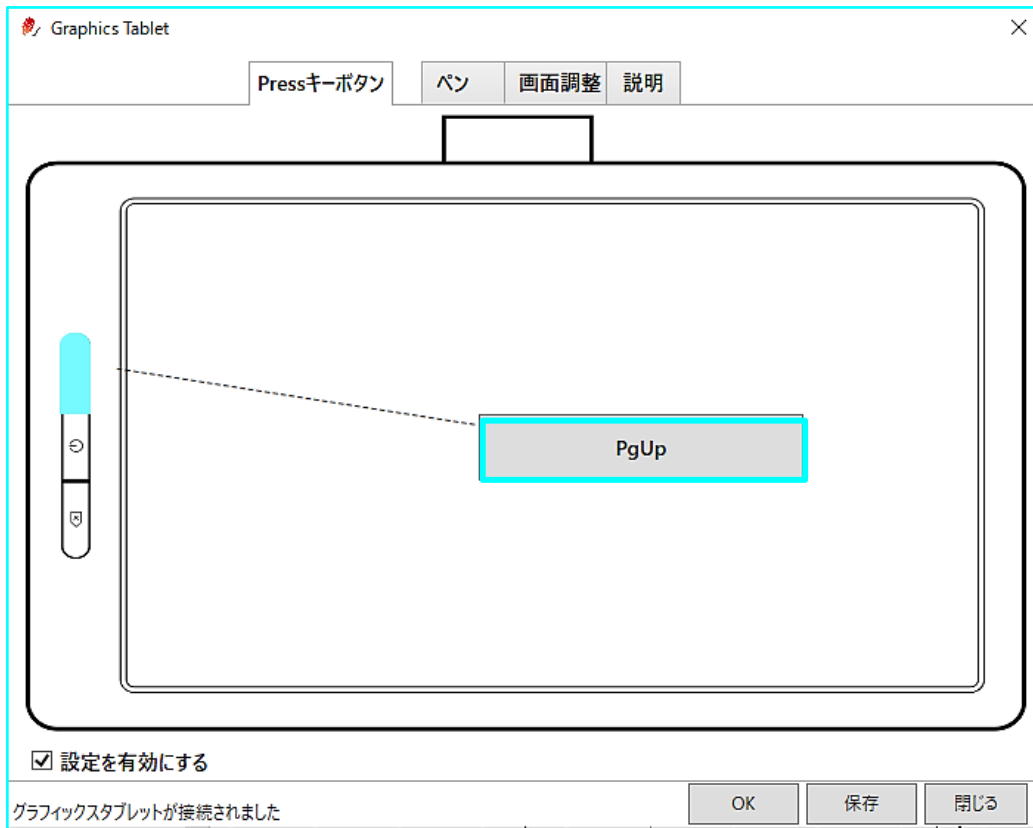 Graphics Tablet
Pressキーボタン ペン 画面調整 説明
PgUp
設定を有効にする
グラフィックスタブレットが接続されました
OK 保存 閉じる